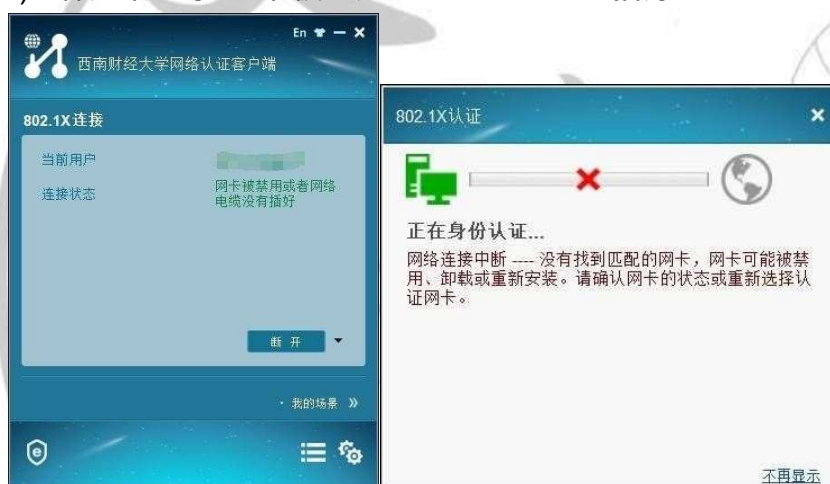 En
西南财经大学网络认证客户端
802.1X连接
当前用户
连接状态
网卡被禁用或者网络
电缆没有插好
断 开
· 我的场景 »
802.1X认证
正在身份认证...
网络连接中断 ---- 没有找到匹配的网卡，网卡可能被禁
用、卸载或重新安装。请确认网卡的状态或重新选择认
证网卡。
不再显示